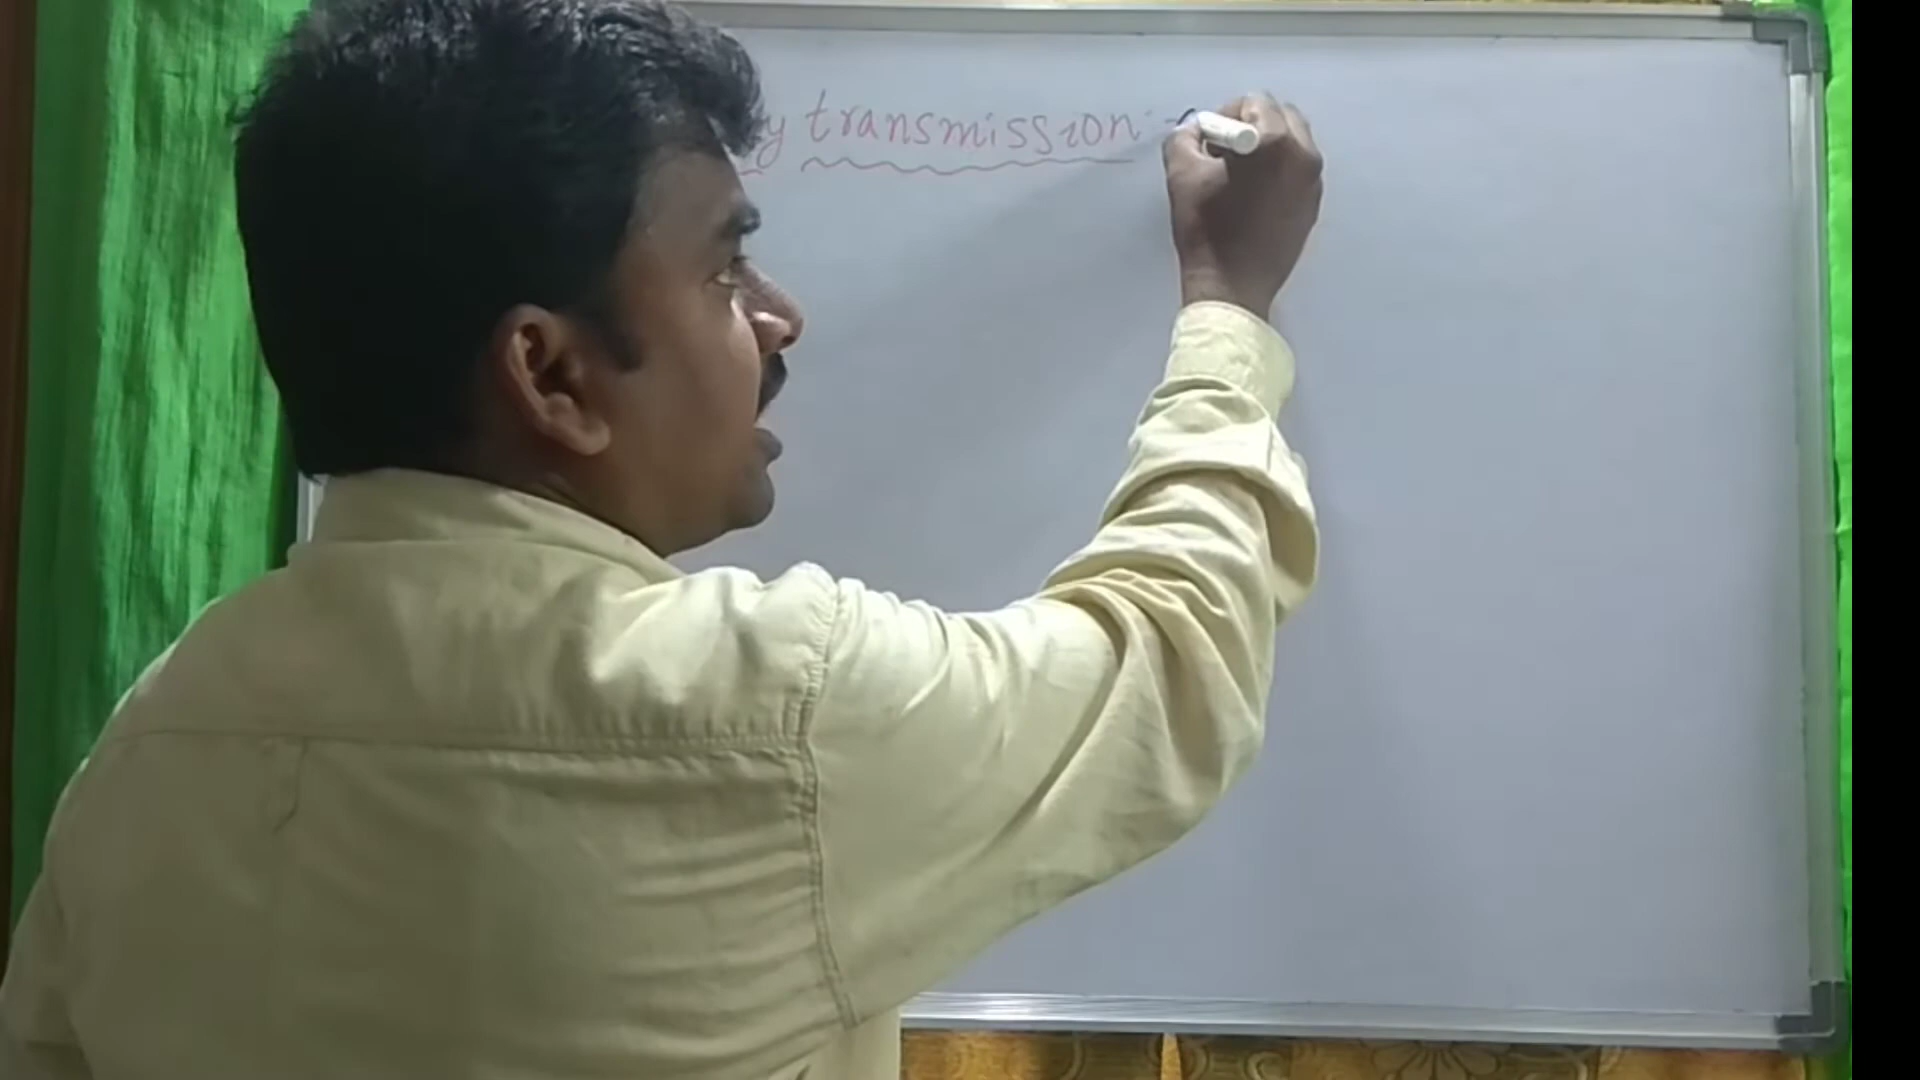 y transmission :-